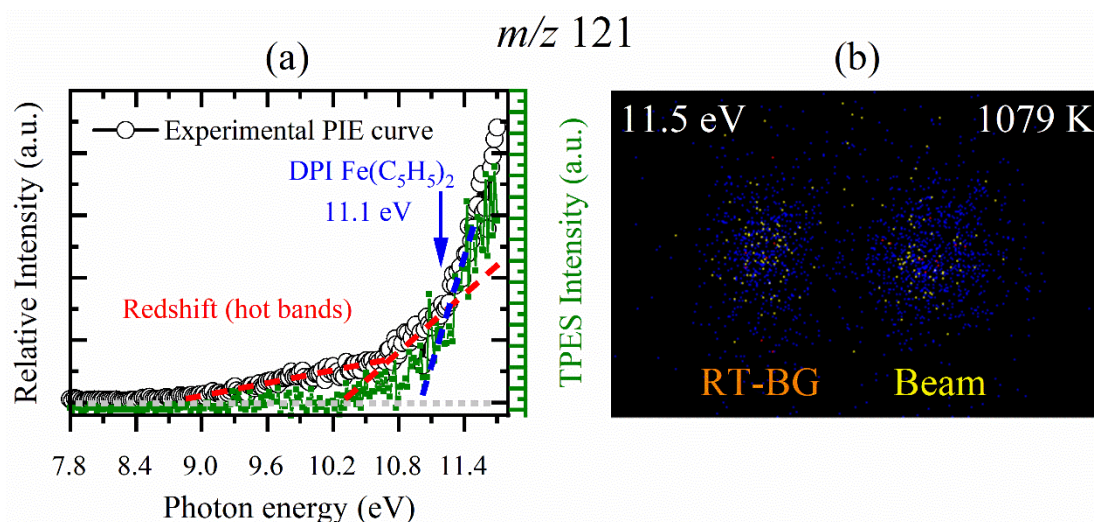 m/z 121
(a)
(b)
Relative Intensity (a.u.)
Experimental PIE curve
DPI Fe(C₅H₅)₂
11.1 eV
Redshift (hot bands)
7.8 8.4 9.0 9.6 10.2 10.8 11.4
Photon energy (eV)
TPES Intensity (a.u.)
11.5 eV 1079 K
RT-BG Beam